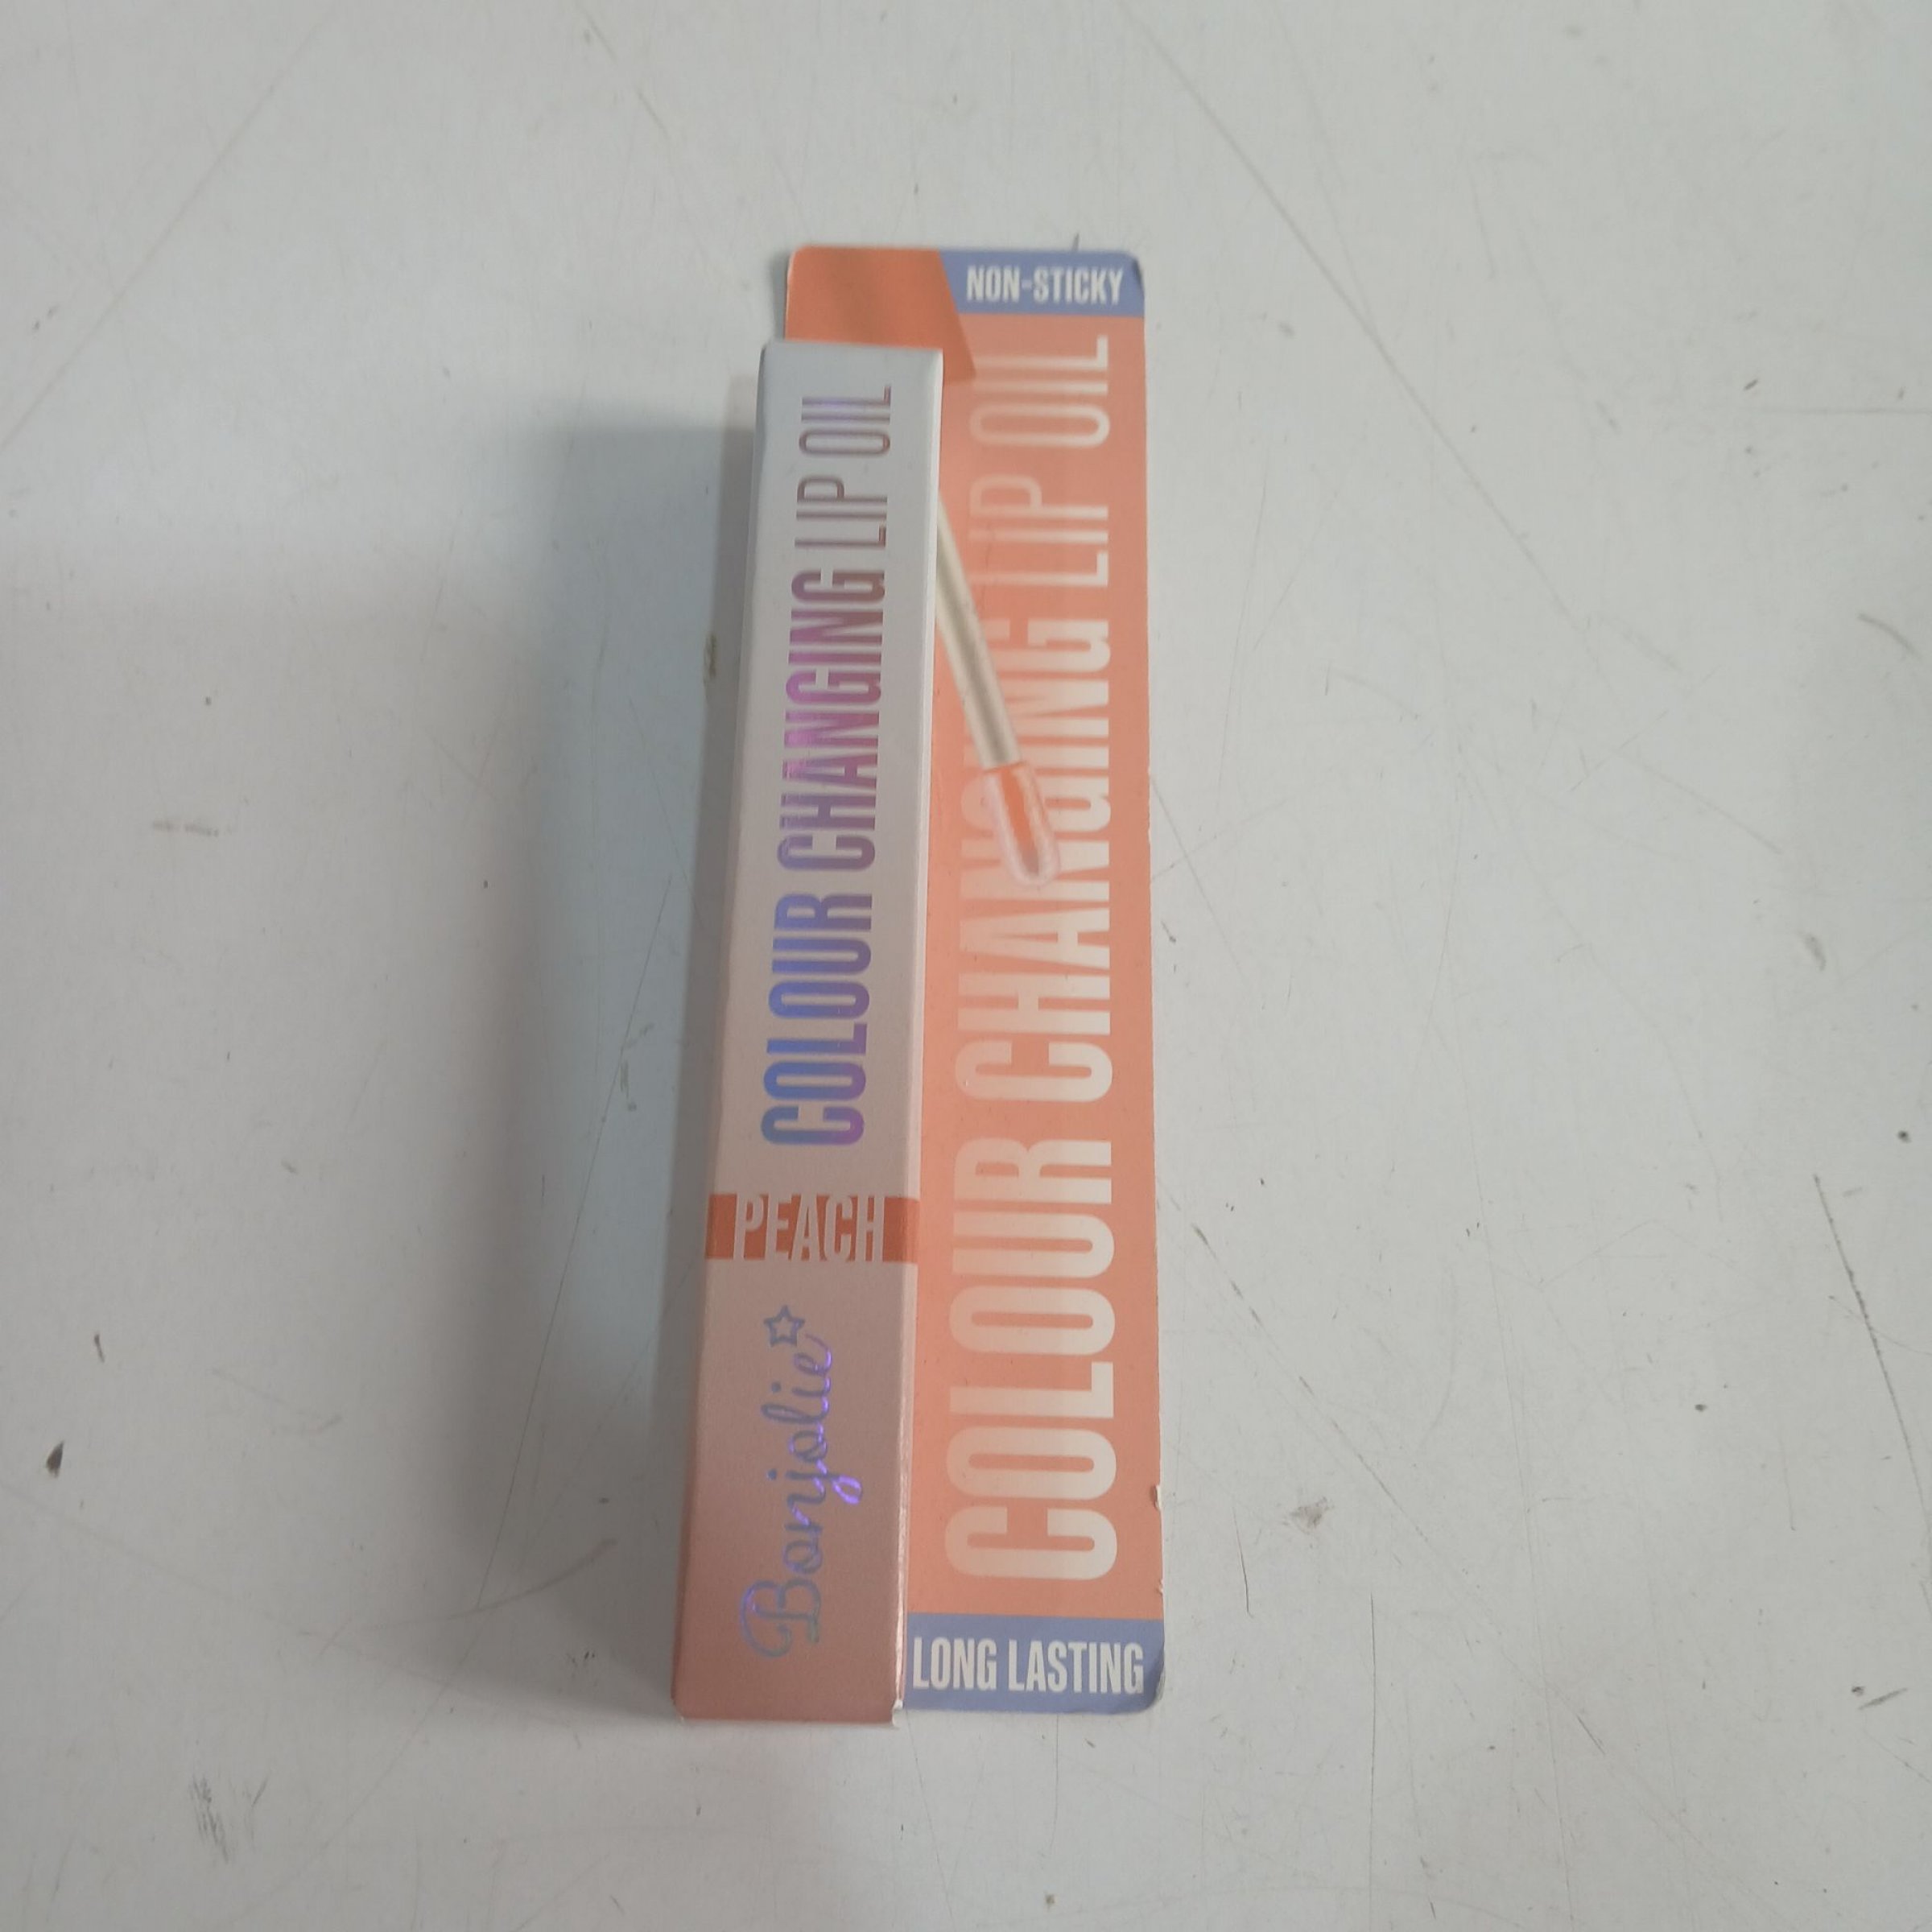 NON-STICKY
COLOUR CHANGING LIP OIL
PEACH
Bonjolie
COLOUR CHANGING LIP OIL
LONG LASTING